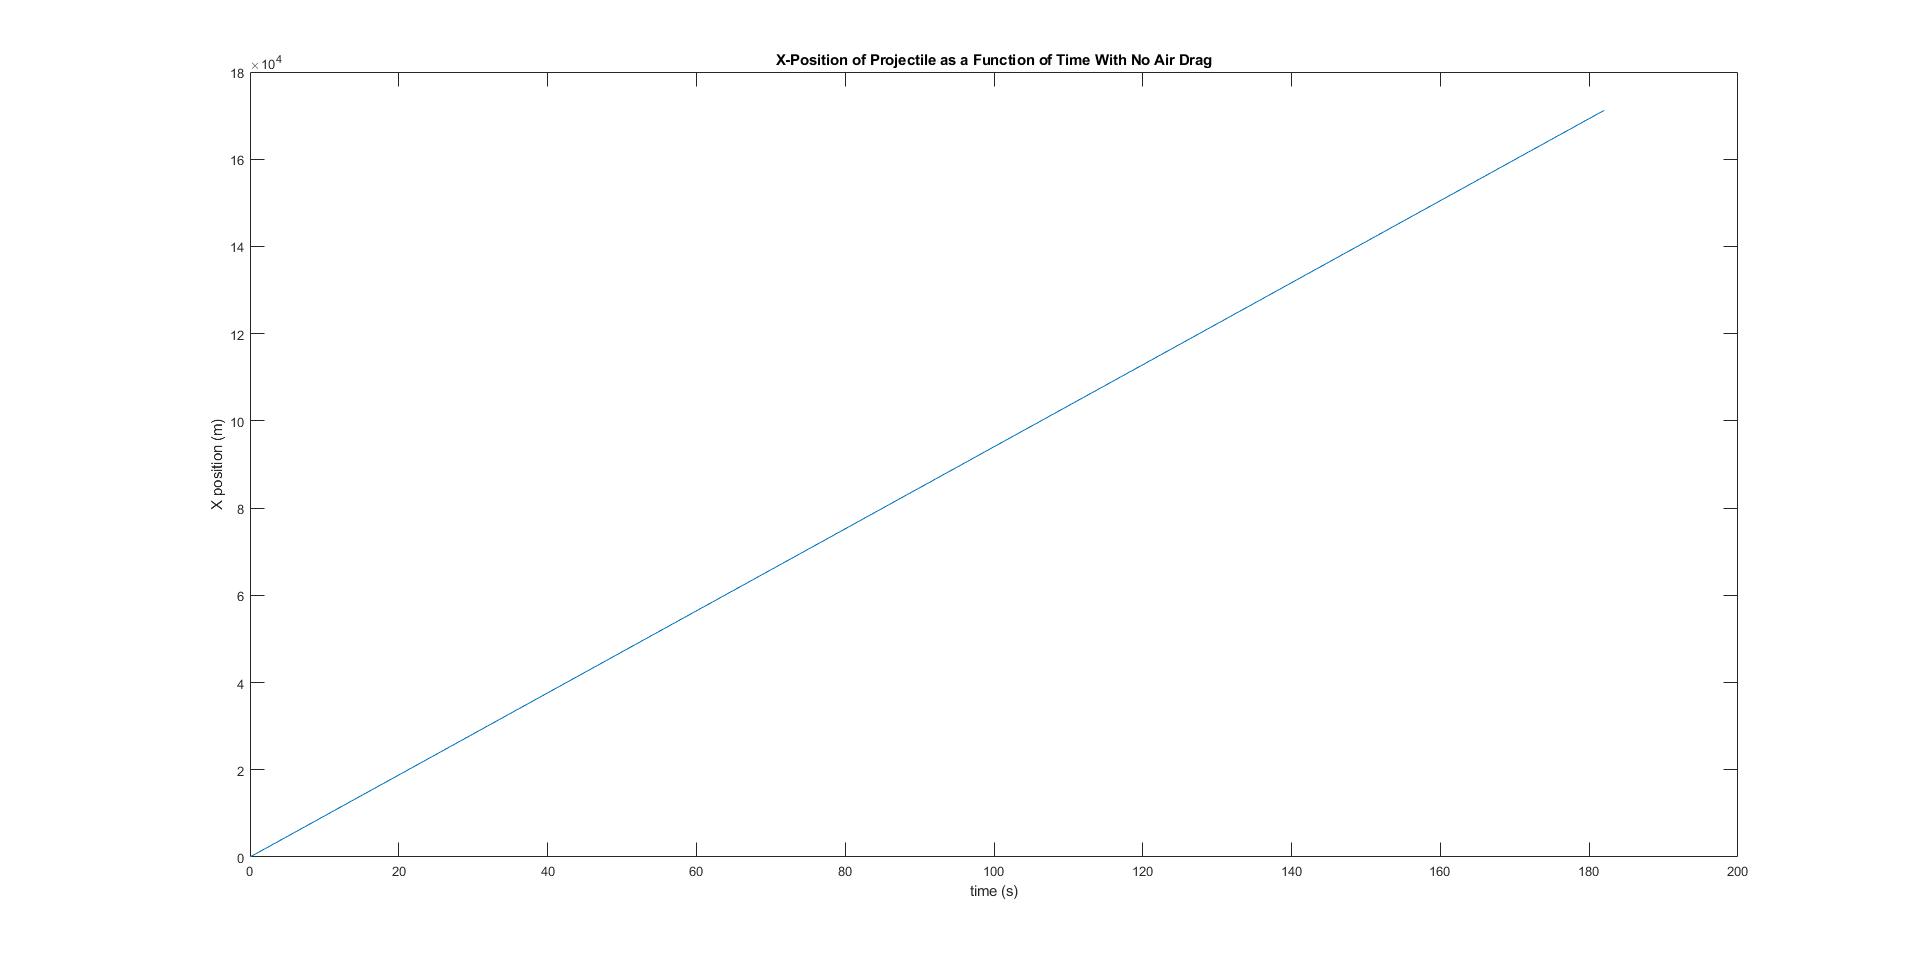 X-Position of Projectile as a Function of Time With No Air Drag
×10^4
18
16
14
12
10
8
6
4
2
0
X position (m)
0 20 40 60 80 100 120 140 160 180 200
time (s)